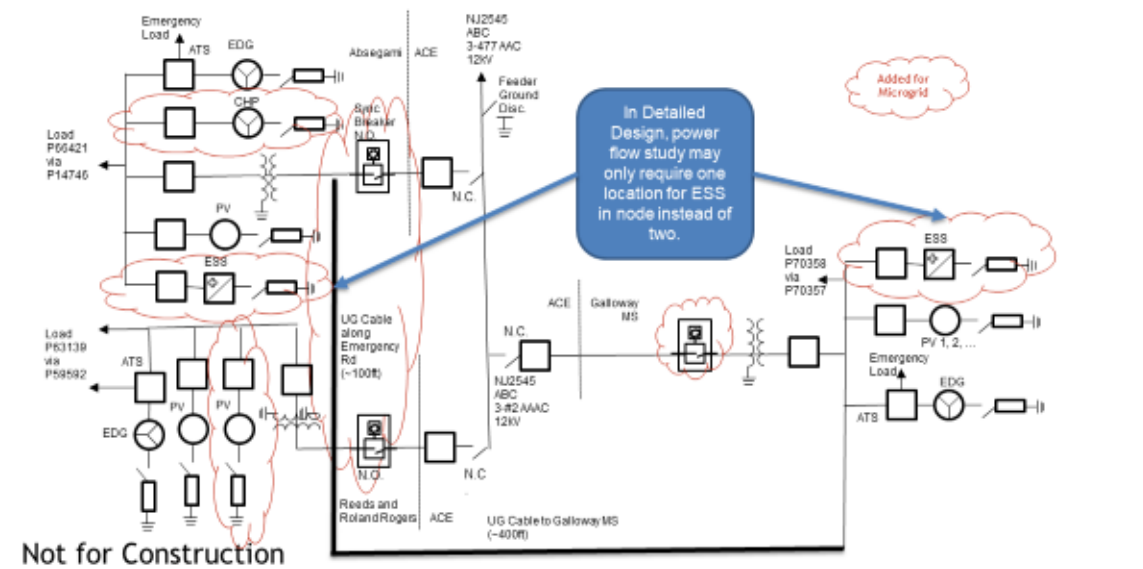 Emergency
Load
ATS
EDG
CHP
Load
P66421
via
P14746
PV
ESS
Absegami
ACE
Sync
Breaker
N.O.
N.C.
NJ2545
ABC
3-477 AAC
12kV
Feeder
Ground
Disc.
In Detailed
Design, power
flow study may
only require one
location for ESS
in node instead of
two.
Added for
Microgrid
Load
P63139
via
P59592
ATS
EDG
PV
PV
UG Cable
along
Emergency
Rd
(~100ft)
N.O.
Reeds and
Roland Rogers
ACE
N.C
N.C.
NJ2545
ABC
3-#2 AAAC
12kV
ACE
Galloway
MS
UG Cable to Galloway MS
(~400ft)
Load
P70358
via
P70357
ESS
PV 1, 2, ...
Emergency
Load
ATS
EDG
Not for Construction